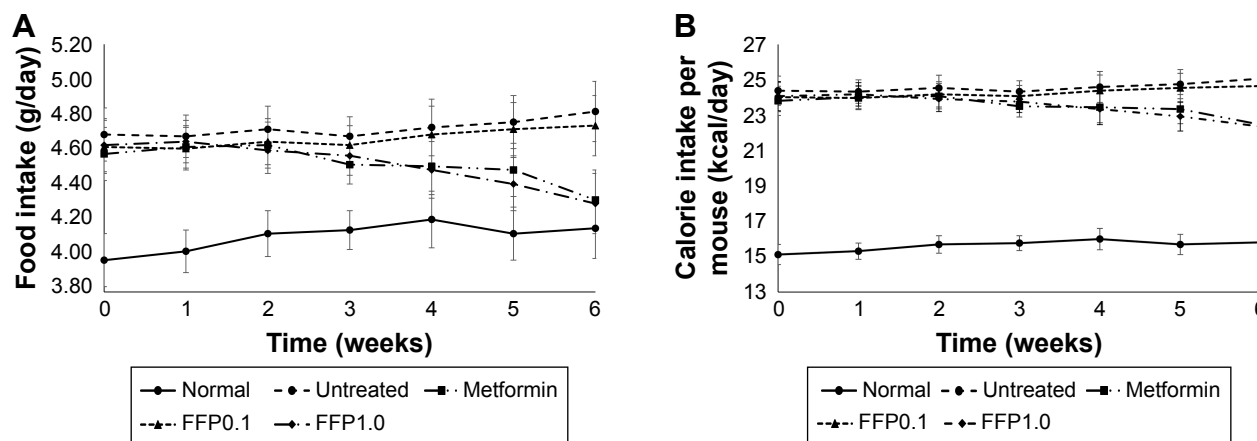 A
Food intake (g/day)
5.20
5.00
4.80
4.60
4.40
4.20
4.00
3.80
0 1 2 3 4 5 6
Time (weeks)
Normal Untreated Metformin
FFP0.1 FFP1.0
B
Calorie intake per
mouse (kcal/day)
27
25
23
21
19
17
15
13
0 1 2 3 4 5
Time (weeks)
Normal Untreated Metformin
FFP0.1 FFP1.0